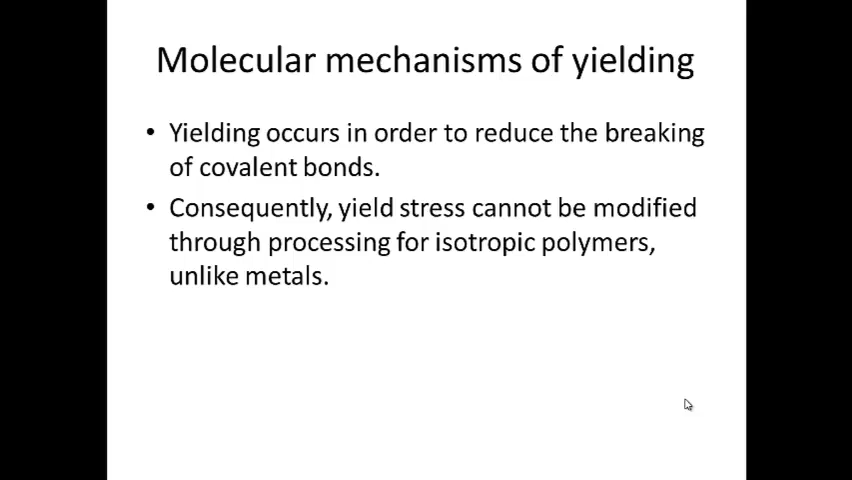 Molecular mechanisms of yielding
• Yielding occurs in order to reduce the breaking
of covalent bonds.
• Consequently, yield stress cannot be modified
through processing for isotropic polymers,
unlike metals.